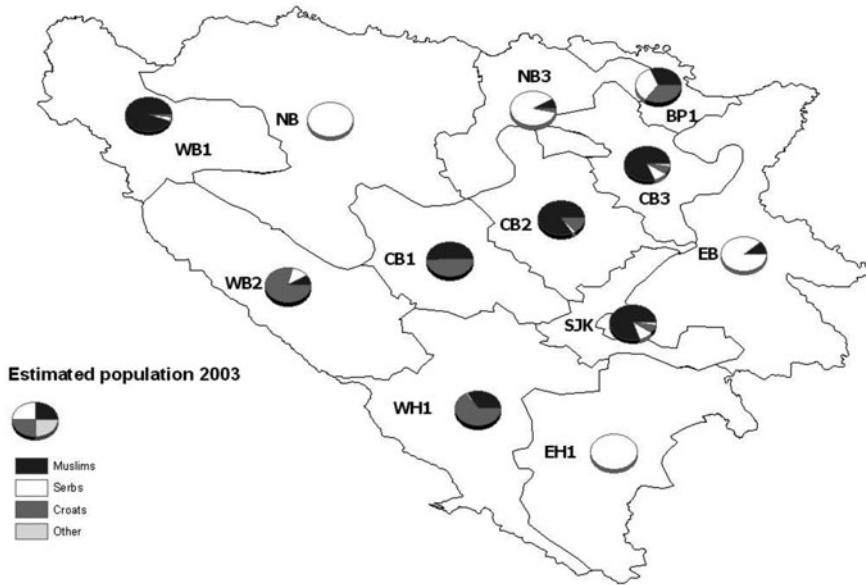 NB3
BP1
NB
WB1
CB3
CB2
EB
CB1
WB2
SJK
Estimated population 2003
WH1
EH1
Muslims
Serbs
Croats
Other